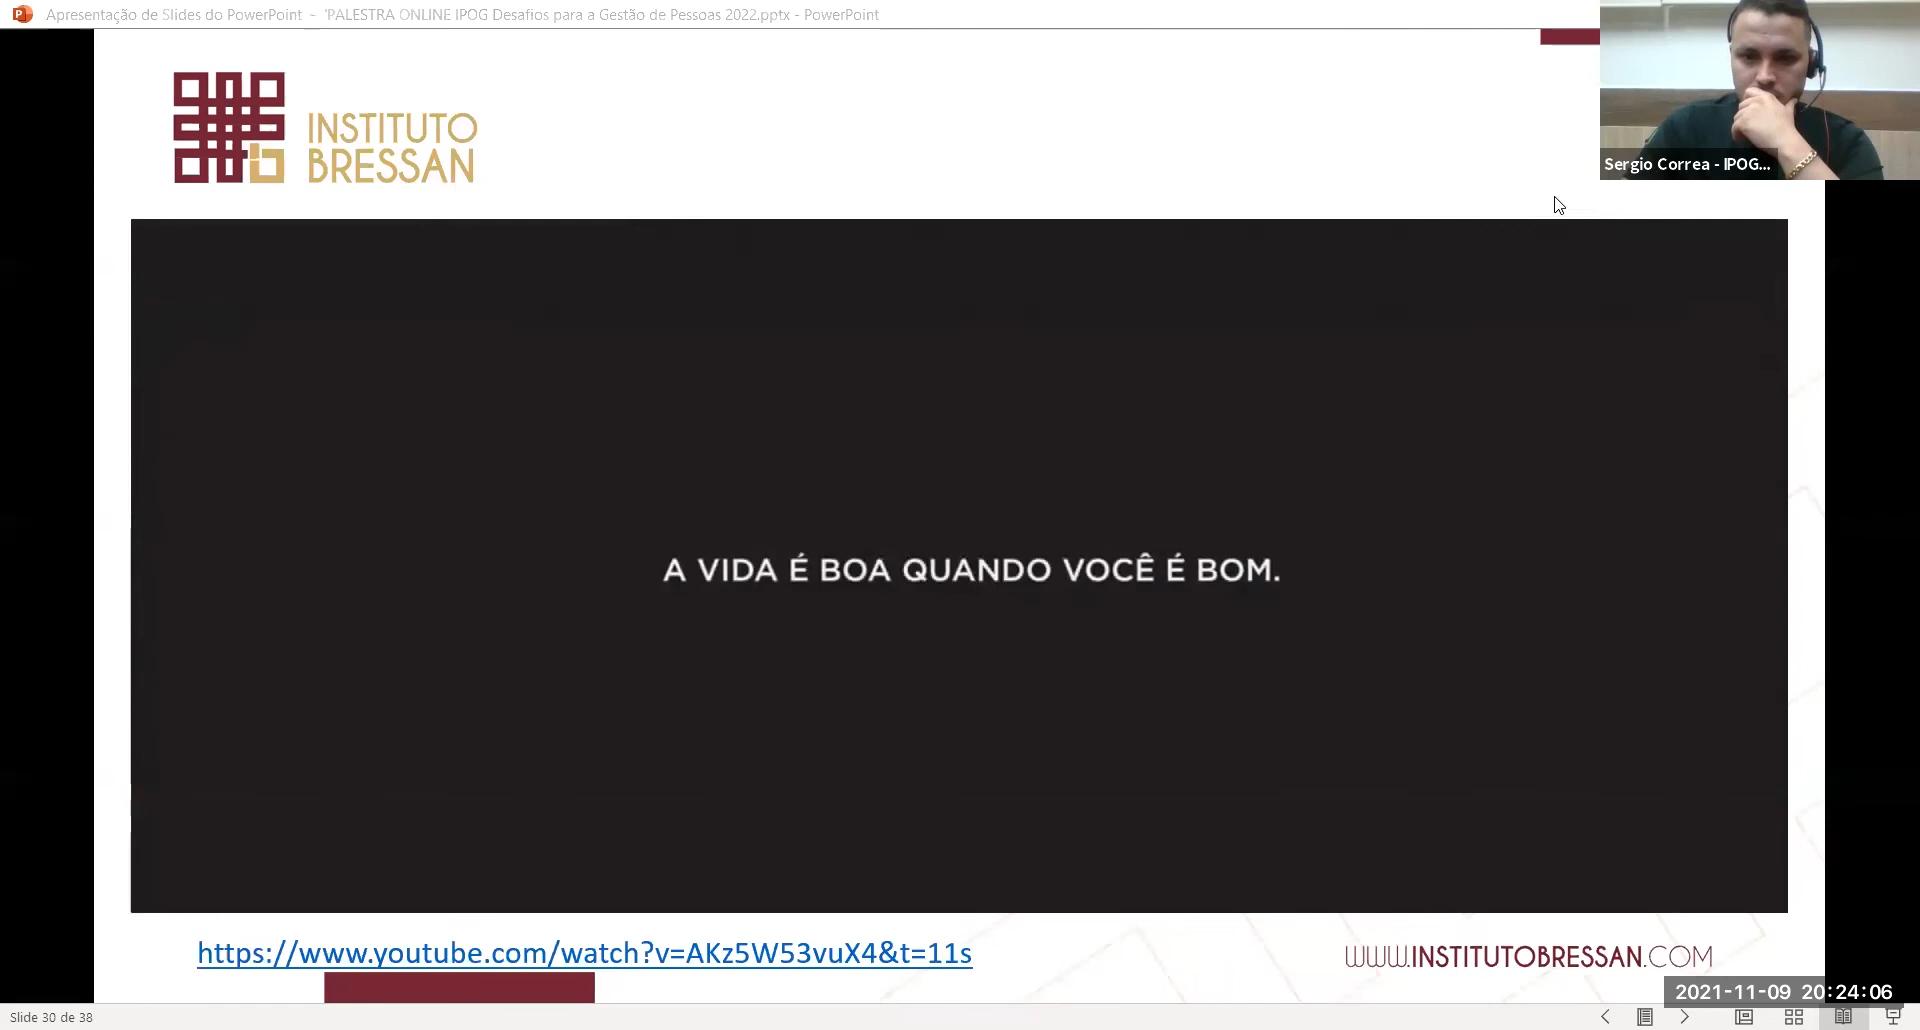 Apresentação de Slides do PowerPoint - 'PALESTRA ONLINE IPOG Desafios para a Gestão de Pessoas 2022.pptx - PowerPoint
INSTITUTO
BRESSAN
Sergio Correa - IPOG...
A VIDA É BOA QUANDO VOCÊ É BOM.
https://www.youtube.com/watch?v=AKz5W53vuX4&t=11s
WWW.INSTITUTOBRESSAN.COM
2021-11-09 20:24:06
Slide 30 de 38